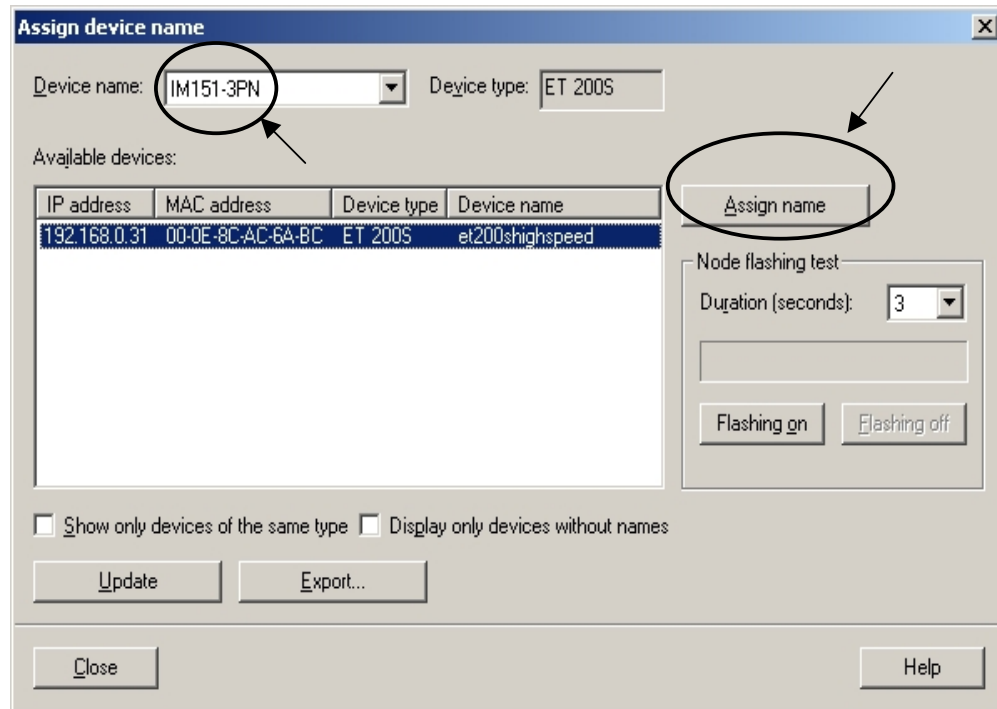 Assign device name
Device name: IM151-3PN Device type: ET 200S
Available devices:
IP address MAC address Device type Device name
192.168.0.31 00-0E-8C-AC-6A-BC ET 200S et200shighspeed
Assign name
Node flashing test
Duration (seconds): 3
Flashing on Flashing off
Show only devices of the same type Display only devices without names
Update Export...
Close Help